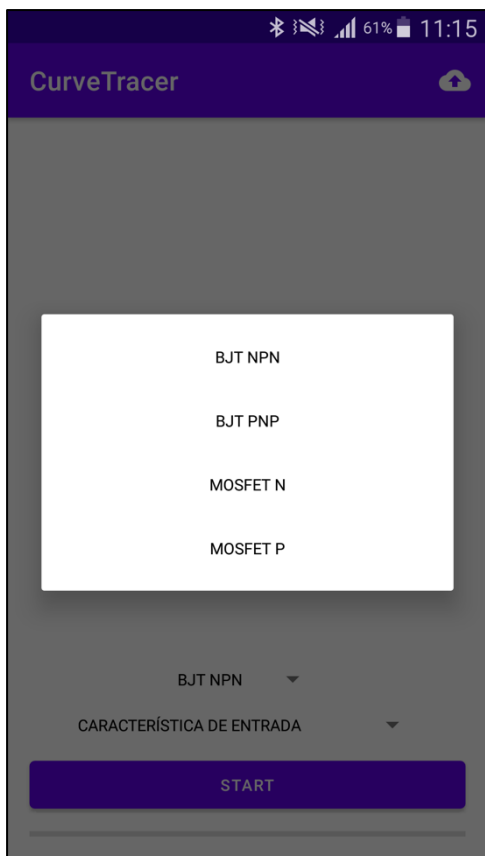 61% 11:15
CurveTracer
BJT NPN
BJT PNP
MOSFET N
MOSFET P
BJT NPN
CARACTERÍSTICA DE ENTRADA
START